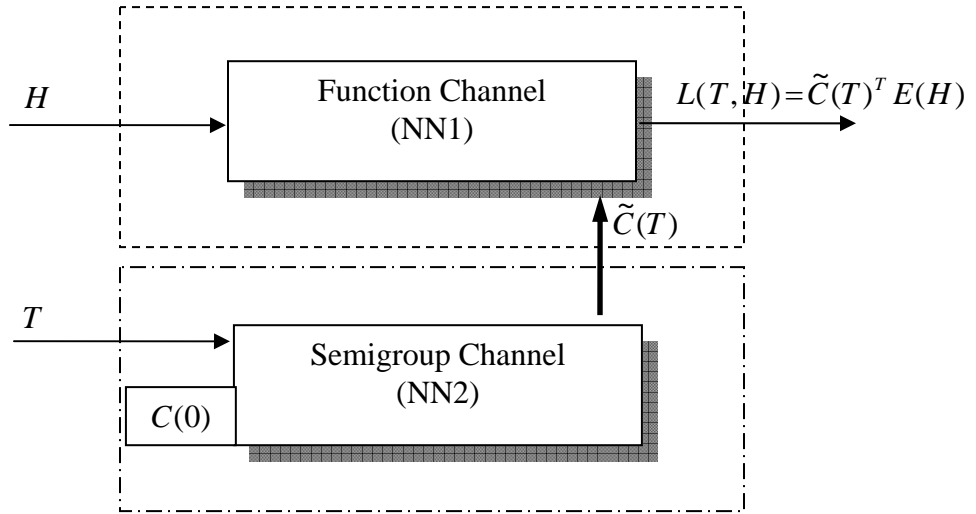 H
Function Channel
(NN1)
L(T, H) = C̃(T)^T E(H)
C̃(T)
T
Semigroup Channel
(NN2)
C(0)